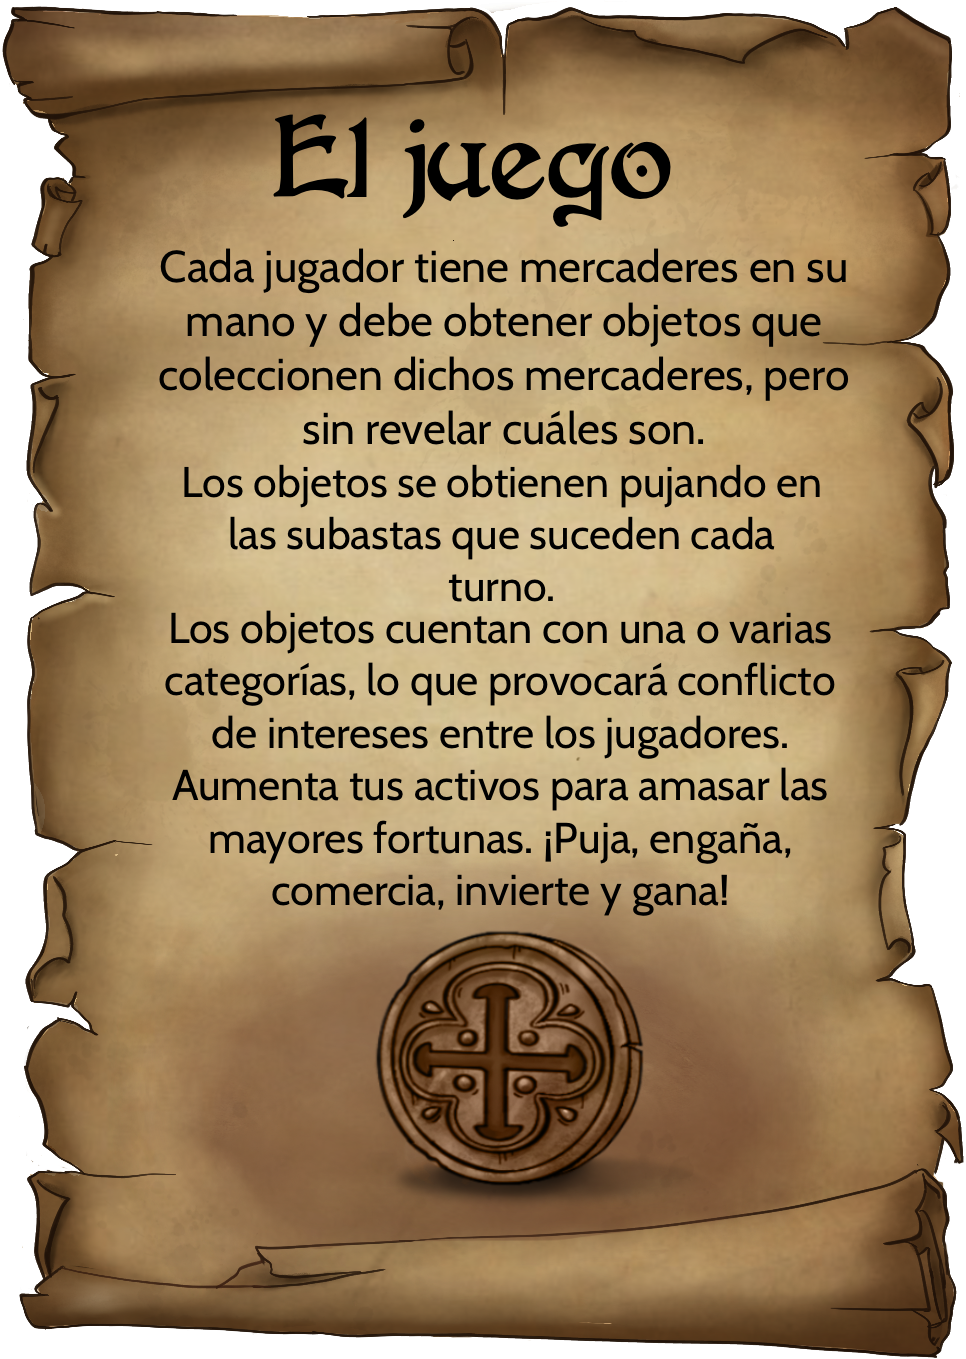 El juego
Cada jugador tiene mercaderes en su
mano y debe obtener objetos que
coleccionen dichos mercaderes, pero
sin revelar cuáles son.
Los objetos se obtienen pujando en
las subastas que suceden cada
turno.
Los objetos cuentan con una o varias
categorías, lo que provocará conflicto
de intereses entre los jugadores.
Aumenta tus activos para amasar las
mayores fortunas. ¡Puja, engaña,
comercia, invierte y gana!